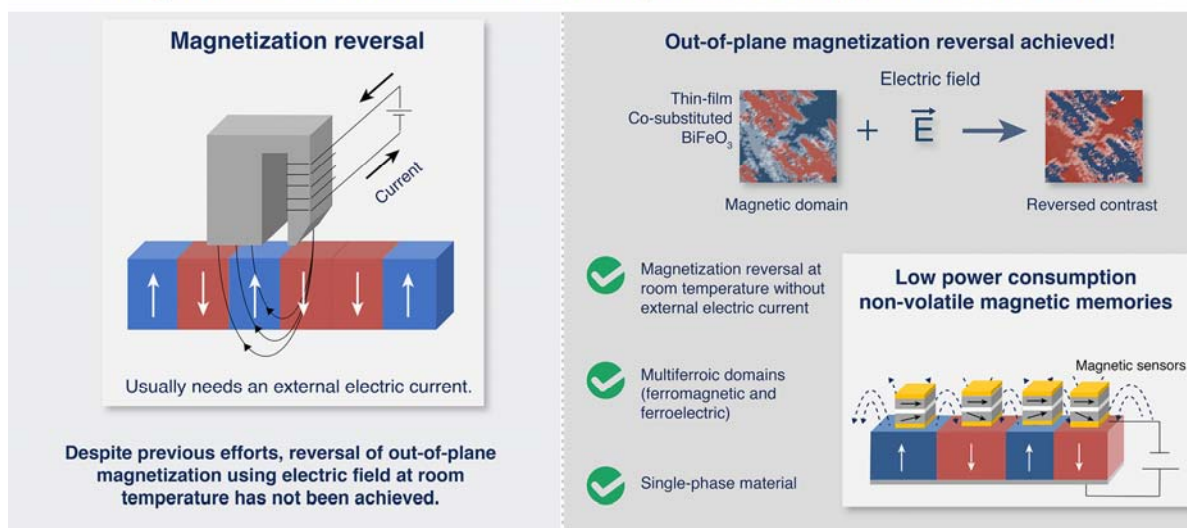 Magnetization reversal
Current
Usually needs an external electric current.
Despite previous efforts, reversal of out-of-plane
magnetization using electric field at room
temperature has not been achieved.
Out-of-plane magnetization reversal achieved!
Thin-film
Co-substituted
BiFeO₃
+
Electric field
E
Magnetic domain
Reversed contrast
Magnetization reversal at
room temperature without
external electric current
Multiferroic domains
(ferromagnetic and
ferroelectric)
Single-phase material
Low power consumption
non-volatile magnetic memories
Magnetic sensors